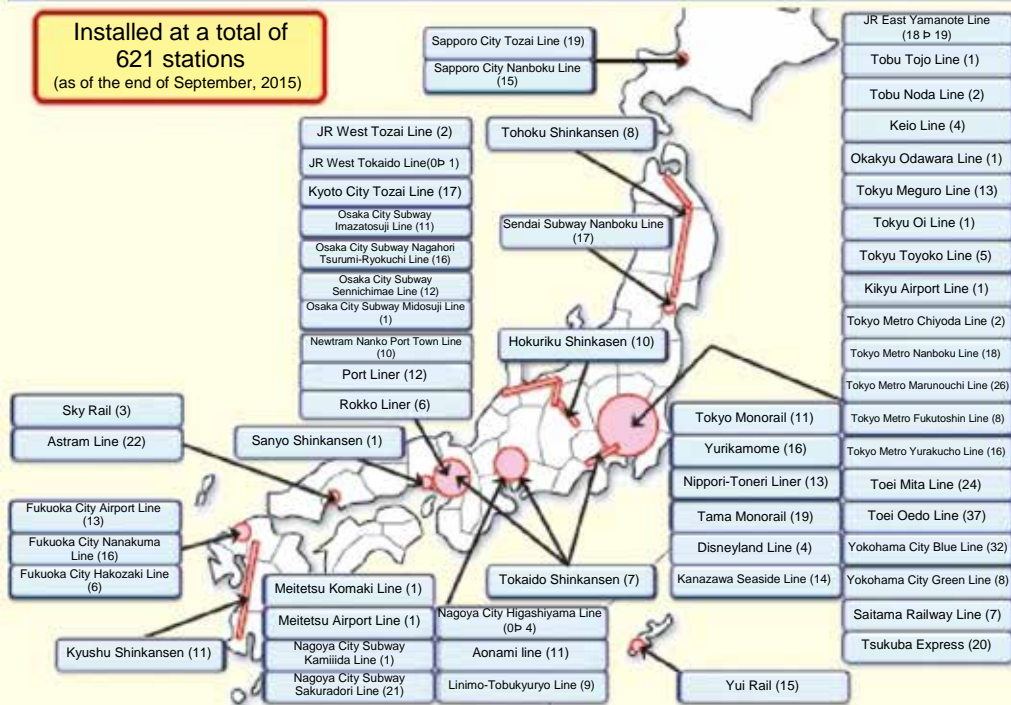 Installed at a total of
621 stations
(as of the end of September, 2015)
Sapporo City Tozai Line (19)
Sapporo City Nanboku Line
(15)
JR West Tozai Line (2)
JR West Tokaido Line(0Þ 1)
Kyoto City Tozai Line (17)
Osaka City Subway
Imazatosuji Line (11)
Osaka City Subway Nagahori
Tsurumi-Ryokuchi Line (16)
Osaka City Subway
Sennichimae Line (12)
Osaka City Subway Midosuji Line
(1)
Newtram Nanko Port Town Line
(10)
Port Liner (12)
Rokko Liner (6)
Tohoku Shinkansen (8)
Sendai Subway Nanboku Line
(17)
Hokuriku Shinkasen (10)
Sky Rail (3)
Astram Line (22)
Sanyo Shinkansen (1)
Fukuoka City Airport Line
(13)
Fukuoka City Nanakuma
Line (16)
Fukuoka City Hakozaki Line
(6)
Kyushu Shinkansen (11)
Meitetsu Komaki Line (1)
Meitetsu Airport Line (1)
Nagoya City Subway
Kamiiida Line (1)
Nagoya City Subway
Sakuradori Line (21)
Nagoya City Higashiyama Line
(0Þ 4)
Aonami line (11)
Linimo-Tobukyuryo Line (9)
Tokaido Shinkansen (7)
Yui Rail (15)
Tokyo Monorail (11)
Yurikamome (16)
Nippori-Toneri Liner (13)
Tama Monorail (19)
Disneyland Line (4)
Kanazawa Seaside Line (14)
JR East Yamanote Line
(18 Þ 19)
Tobu Tojo Line (1)
Tobu Noda Line (2)
Keio Line (4)
Okakyu Odawara Line (1)
Tokyu Meguro Line (13)
Tokyu Oi Line (1)
Tokyu Toyoko Line (5)
Kikyu Airport Line (1)
Tokyo Metro Chiyoda Line (2)
Tokyo Metro Nanboku Line (18)
Tokyo Metro Marunouchi Line (26)
Tokyo Metro Fukutoshin Line (8)
Tokyo Metro Yurakucho Line (16)
Toei Mita Line (24)
Toei Oedo Line (37)
Yokohama City Blue Line (32)
Yokohama City Green Line (8)
Saitama Railway Line (7)
Tsukuba Express (20)